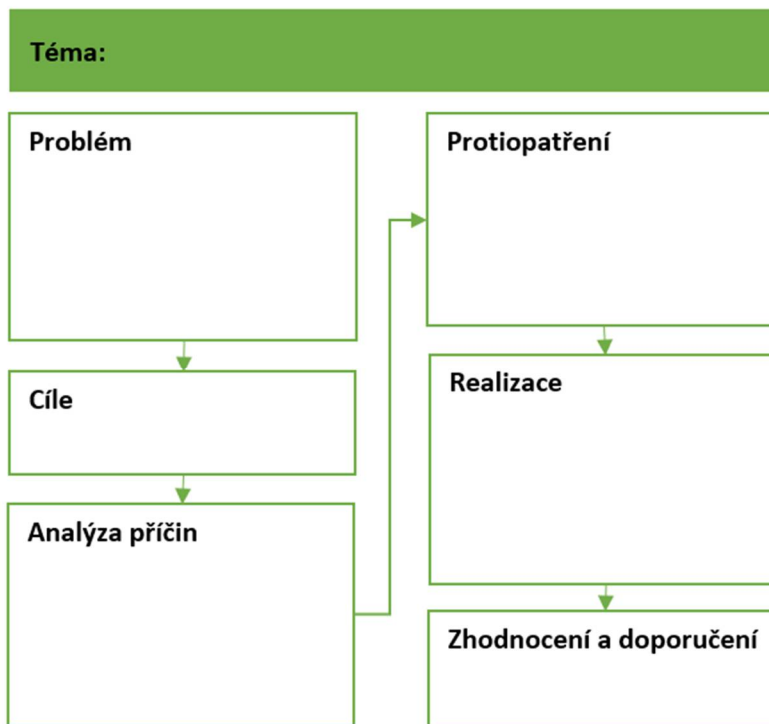 Téma:
Problém
Cíle
Analýza příčin
Protiopatření
Realizace
Zhodnocení a doporučení